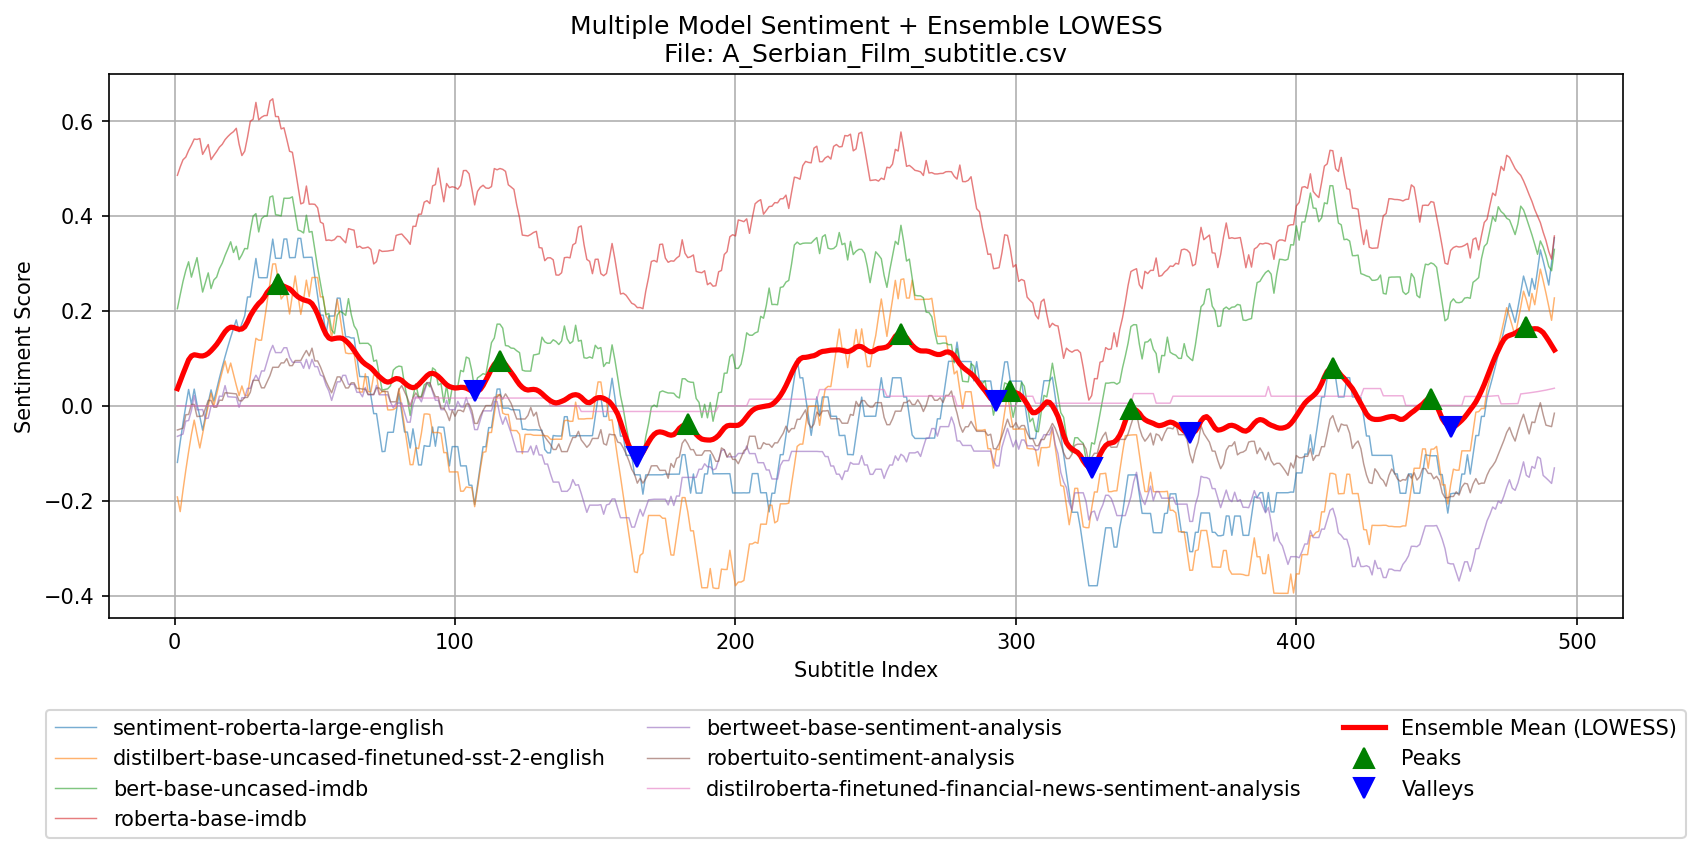 Multiple Model Sentiment + Ensemble LOWESS
File: A_Serbian_Film_subtitle.csv
Sentiment Score
0.6
0.4
0.2
0.0
−0.2
−0.4
0
100
200
300
400
500
Subtitle Index
sentiment-roberta-large-english
distilbert-base-uncased-finetuned-sst-2-english
bert-base-uncased-imdb
roberta-base-imdb
bertweet-base-sentiment-analysis
robertuito-sentiment-analysis
distilroberta-finetuned-financial-news-sentiment-analysis
Ensemble Mean (LOWESS)
Peaks
Valleys